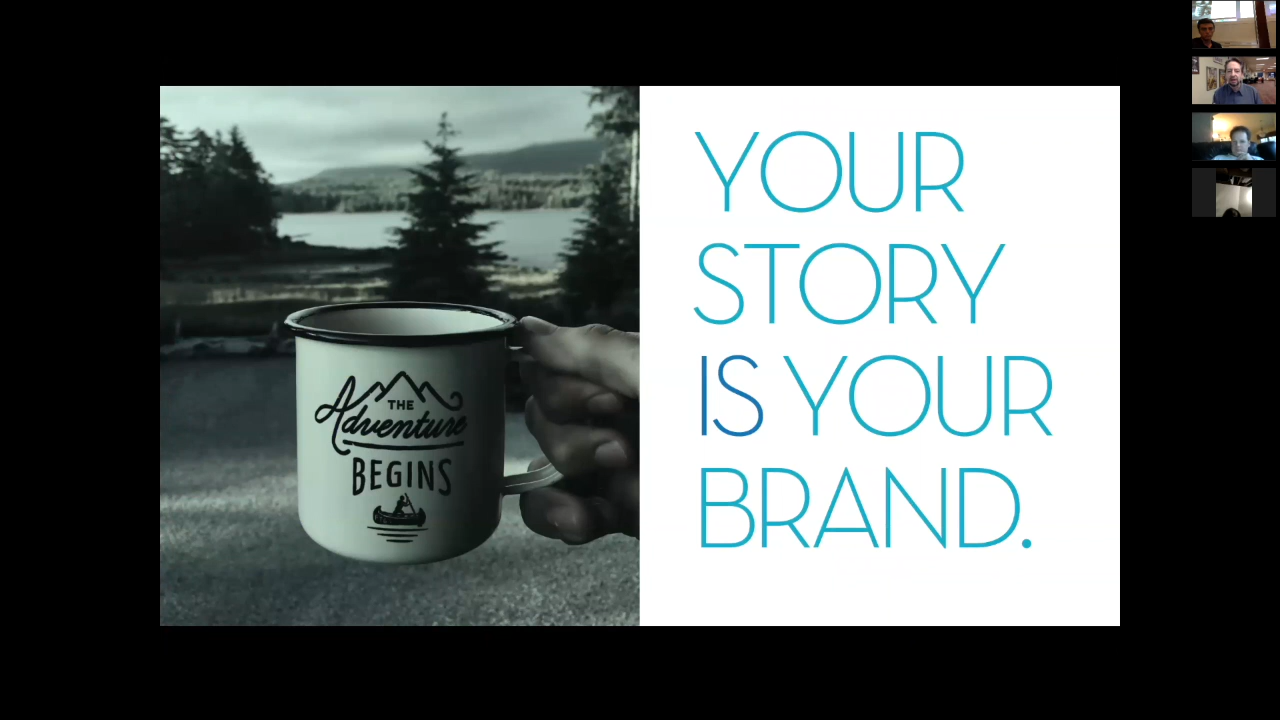 THE
Adventure
BEGINS
YOUR
STORY
IS YOUR
BRAND.